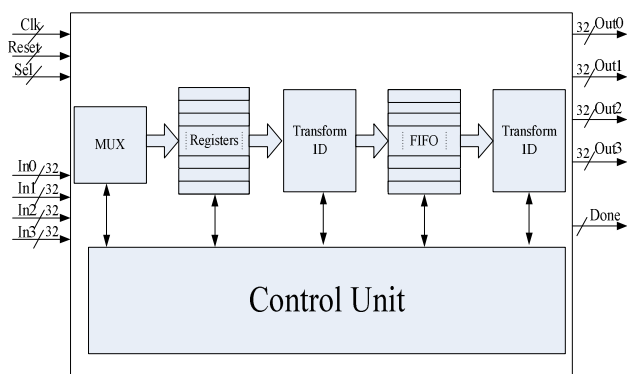 Clk
Reset
Sel
In0 32
In1 32
In2 32
In3 32
MUX
Registers
Transform
1D
FIFO
Transform
1D
Control Unit
32 Out0
32 Out1
32 Out2
32 Out3
Done